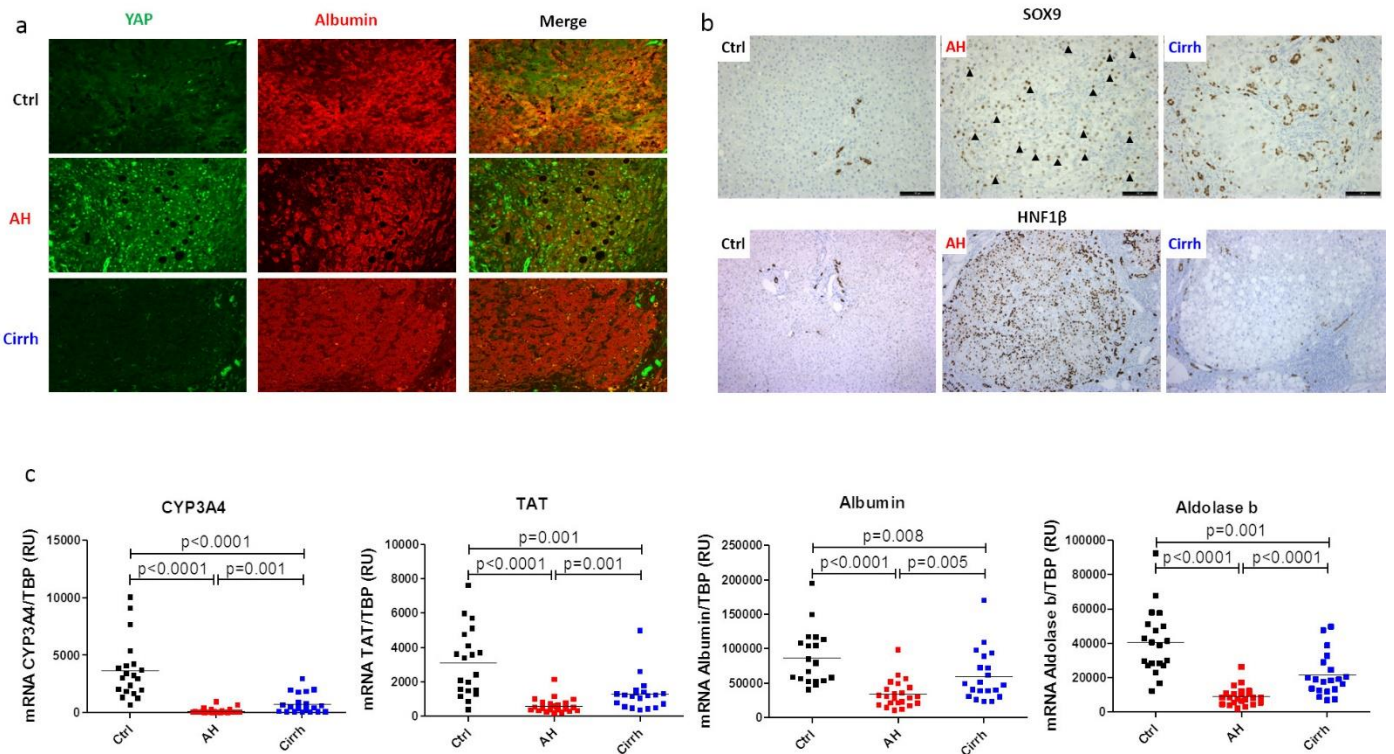 a
YAP
Albumin
Merge
Ctrl
AH
Cirrh
b
SOX9
Ctrl
AH
Cirrh
HNF1β
Ctrl
AH
Cirrh
c
CYP3A4
mRNA CYP3A4/TBP (RU)
15000
10000
5000
0
p<0.0001
p<0.0001
p=0.001
Ctrl
AH
Cirrh
TAT
mRNA TAT/TBP (RU)
10000
8000
6000
4000
2000
0
p=0.001
p<0.0001
p=0.001
Ctrl
AH
Cirrh
Albumin
mRNA Albumin/TBP (RU)
250000
200000
150000
100000
50000
0
p=0.008
p<0.0001
p=0.005
Ctrl
AH
Cirrh
Aldolase b
mRNA Aldolase b/TBP (RU)
100000
80000
60000
40000
20000
0
p=0.001
p<0.0001
p<0.0001
Ctrl
AH
Cirrh